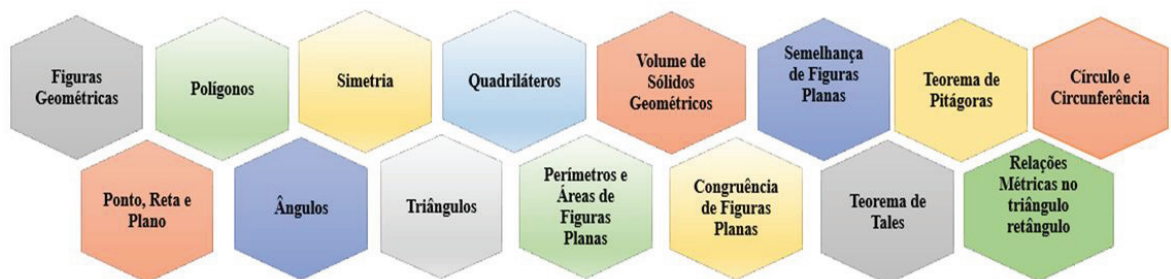 Figuras
Geométricas
Polígonos
Simetria
Quadriláteros
Volume de
Sólidos
Geométricos
Semelhança
de Figuras
Planas
Teorema de
Pitágoras
Círculo e
Circunferência
Ponto, Reta e
Plano
Ângulos
Triângulos
Perímetros e
Áreas de
Figuras
Planas
Congruência
de Figuras
Planas
Teorema de
Tales
Relações
Métricas no
triângulo
retângulo